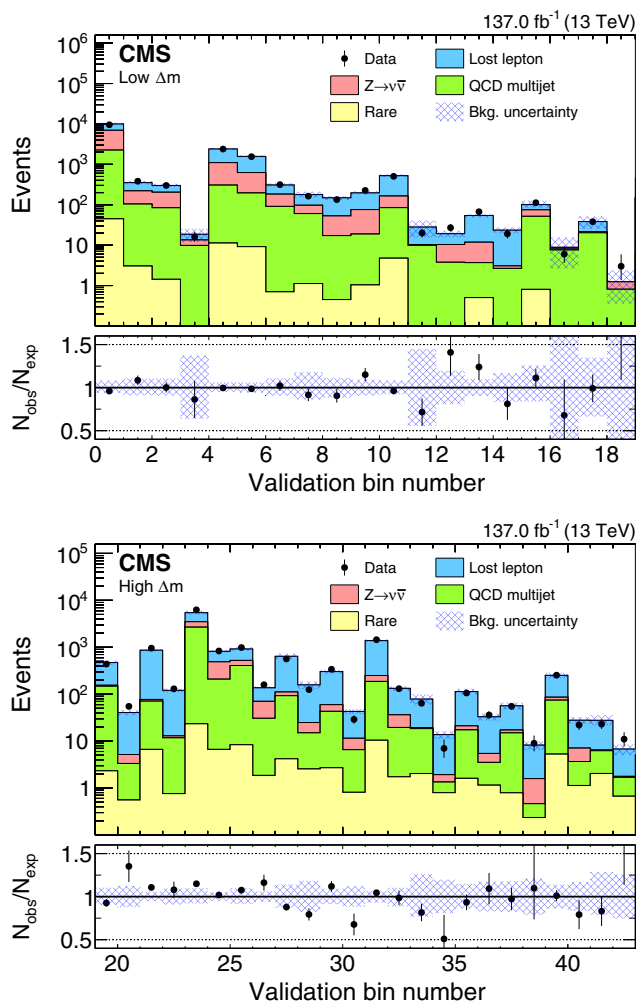 137.0 fb⁻¹ (13 TeV)
CMS
Low Δm
Data
Lost lepton
Z→νν̅
QCD multijet
Rare
Bkg. uncertainty
Events
10⁶
10⁵
10⁴
10³
10²
10
1
N_obs/N_exp
1.5
1
0.5
0 2 4 6 8 10 12 14 16 18
Validation bin number
137.0 fb⁻¹ (13 TeV)
CMS
High Δm
Data
Lost lepton
Z→νν̅
QCD multijet
Rare
Bkg. uncertainty
Events
10⁵
10⁴
10³
10²
10
1
N_obs/N_exp
1.5
1
0.5
20 25 30 35 40
Validation bin number